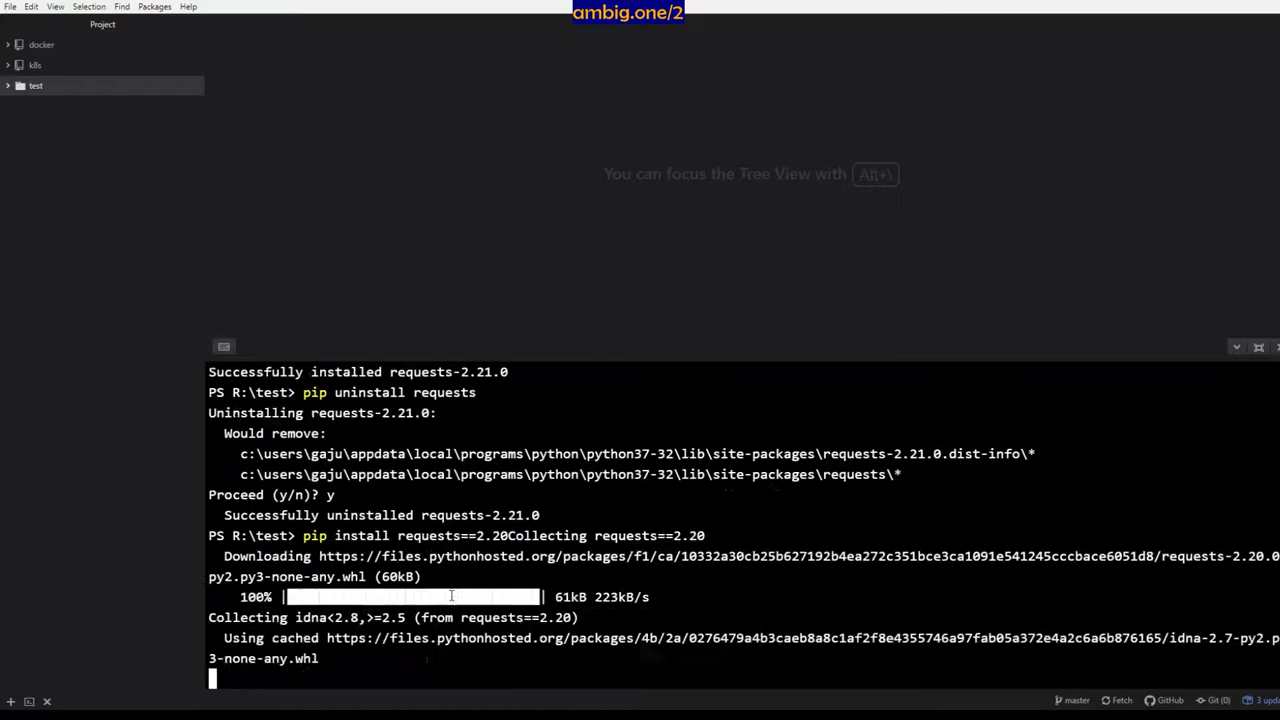 File Edit View Selection Find Packages Help
ambig.one/2
Project
docker
k8s
test
You can focus the Tree View with Alt+\
Successfully installed requests-2.21.0
PS R:\test> pip uninstall requests
Uninstalling requests-2.21.0:
Would remove:
c:\users\gaju\appdata\local\programs\python\python37-32\lib\site-packages\requests-2.21.0.dist-info\*
c:\users\gaju\appdata\local\programs\python\python37-32\lib\site-packages\requests\*
Proceed (y/n)? y
Successfully uninstalled requests-2.21.0
PS R:\test> pip install requests==2.20Collecting requests==2.20
Downloading https://files.pythonhosted.org/packages/f1/ca/10332a30cb25b627192b4ea272c351bce3ca1091e541245cccbace6051d8/requests-2.20.0
py2.py3-none-any.whl (60kB)
100% | | 61kB 223kB/s
Collecting idna<2.8,>=2.5 (from requests==2.20)
Using cached https://files.pythonhosted.org/packages/4b/2a/0276479a4b3caeb8a8c1af2f8e4355746a97fab05a372e4a2c6a6b876165/idna-2.7-py2.p
3-none-any.whl
master Fetch GitHub Git (0) 3 upd